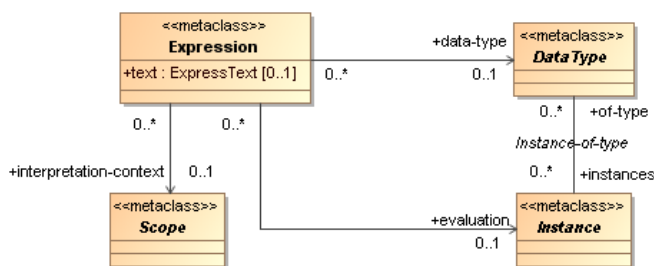 <<metaclass>>
Expression
+text : ExpressText [0..1]
+data-type
0..*
0..1
<<metaclass>>
DataType
0..*
+of-type
Instance-of-type
0..*
+instances
0..*
0..*
+interpretation-context
0..1
<<metaclass>>
Scope
+evaluation
0..1
<<metaclass>>
Instance